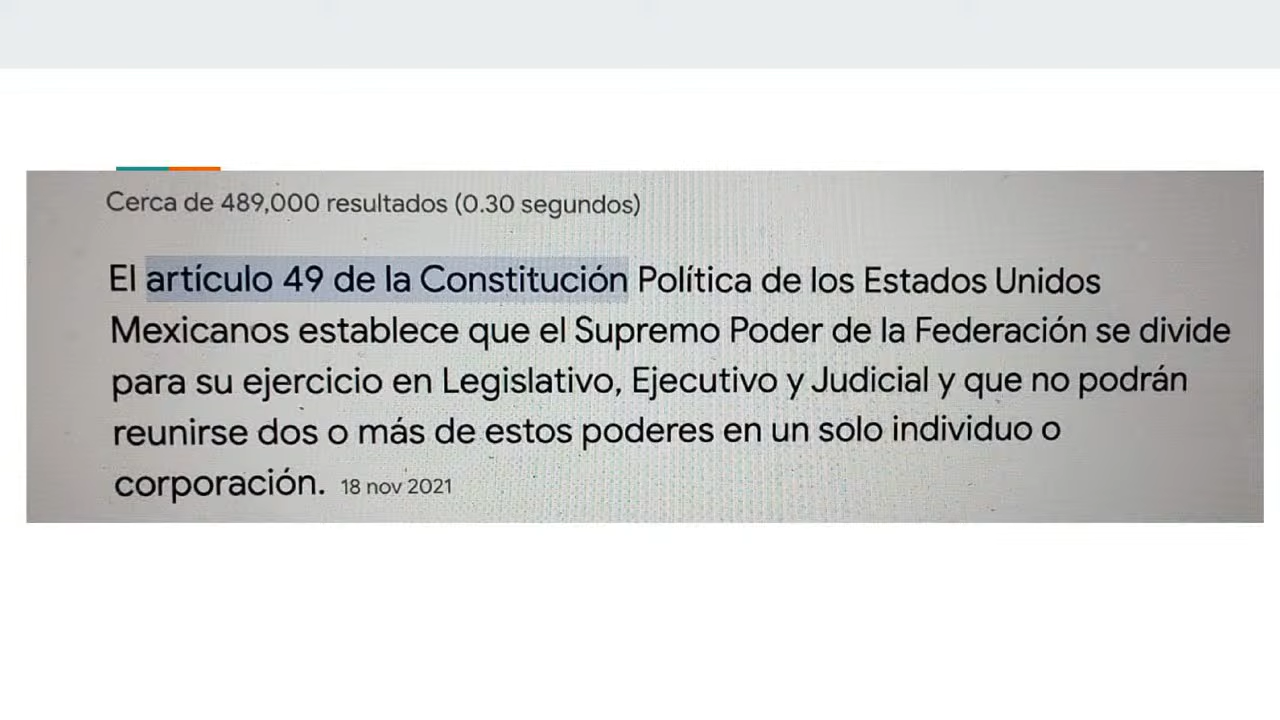 Cerca de 489,000 resultados (0.30 segundos)
El artículo 49 de la Constitución Política de los Estados Unidos
Mexicanos establece que el Supremo Poder de la Federación se divide
para su ejercicio en Legislativo, Ejecutivo y Judicial y que no podrán
reunirse dos o más de estos poderes en un solo individuo o
corporación. 18 nov 2021